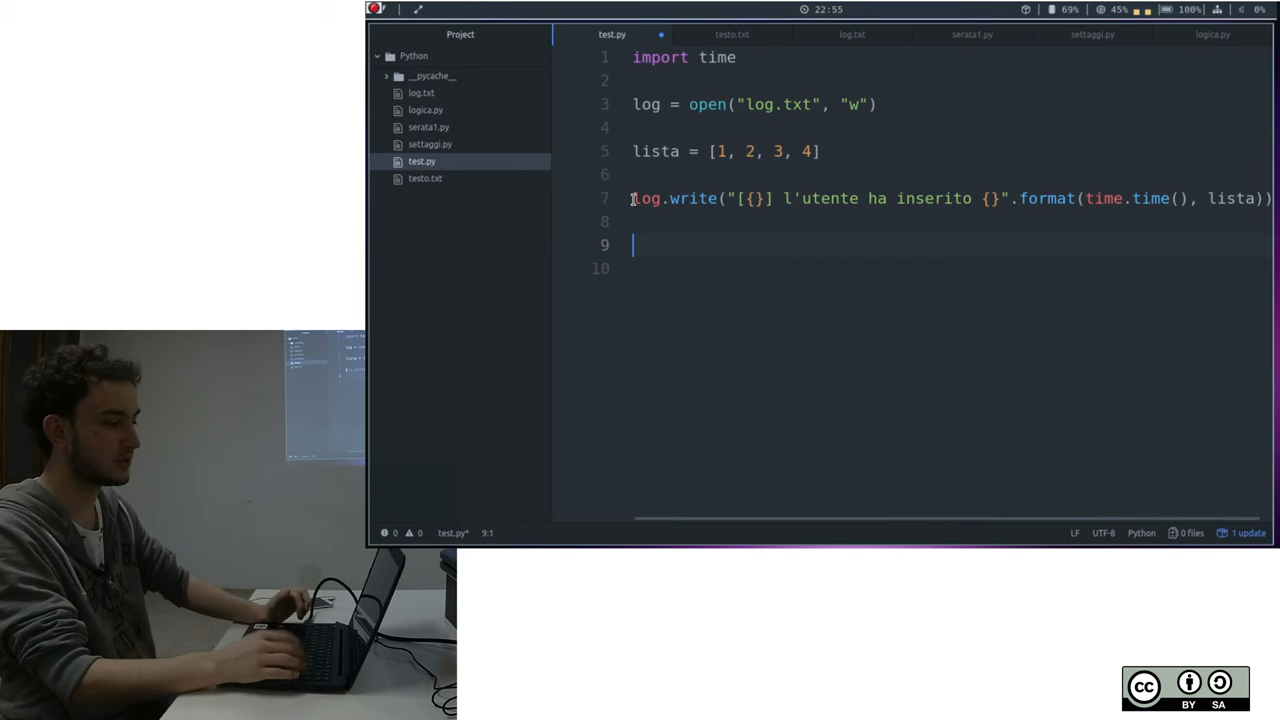 22:55 69% 45% 100% 0%
Project
test.py testo.txt log.txt serata1.py settaggi.py logica.py
Python
__pycache__
log.txt
logica.py
serata1.py
settaggi.py
test.py
testo.txt
1 import time
2
3 log = open("log.txt", "w")
4
5 lista = [1, 2, 3, 4]
6
7 log.write("[{}] l'utente ha inserito {}".format(time.time(), lista))
8
9
10
0 0 test.py* 9:1 LF UTF-8 Python 0 files 1 update
cc BY SA